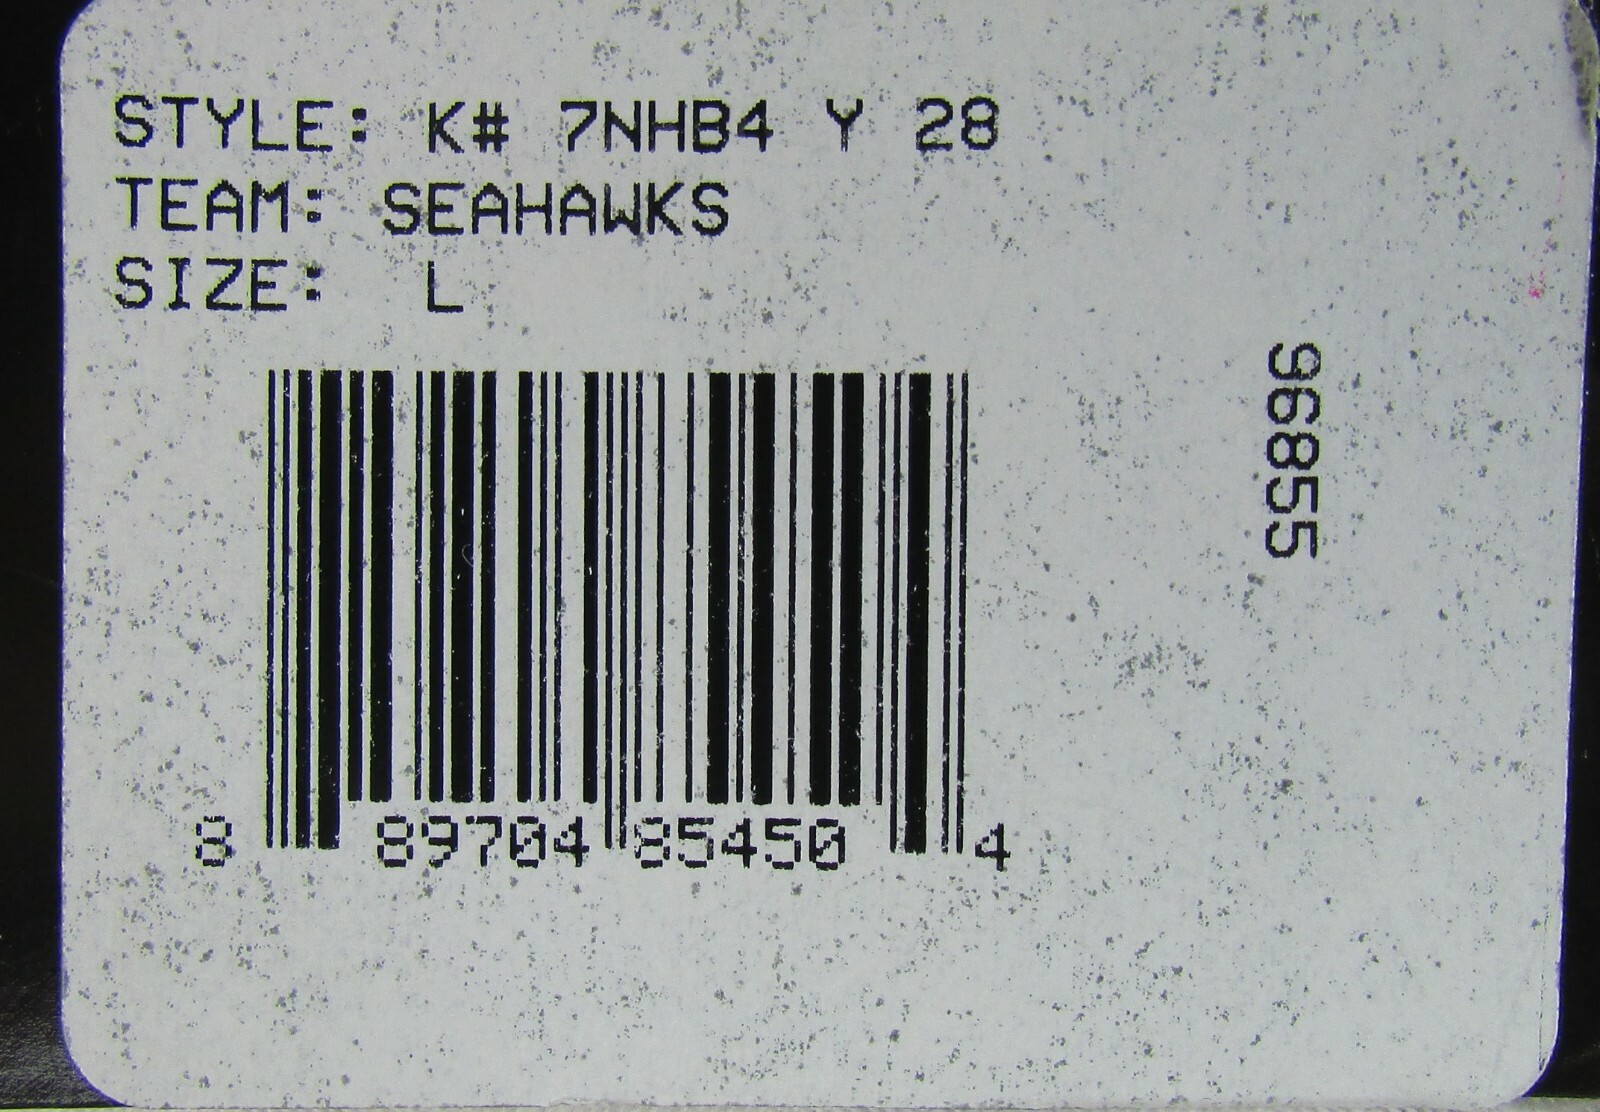 STYLE: K# 7NHB4 Y 28
TEAM: SEAHAWKS
SIZE: L
96855
8 89704 85450 4